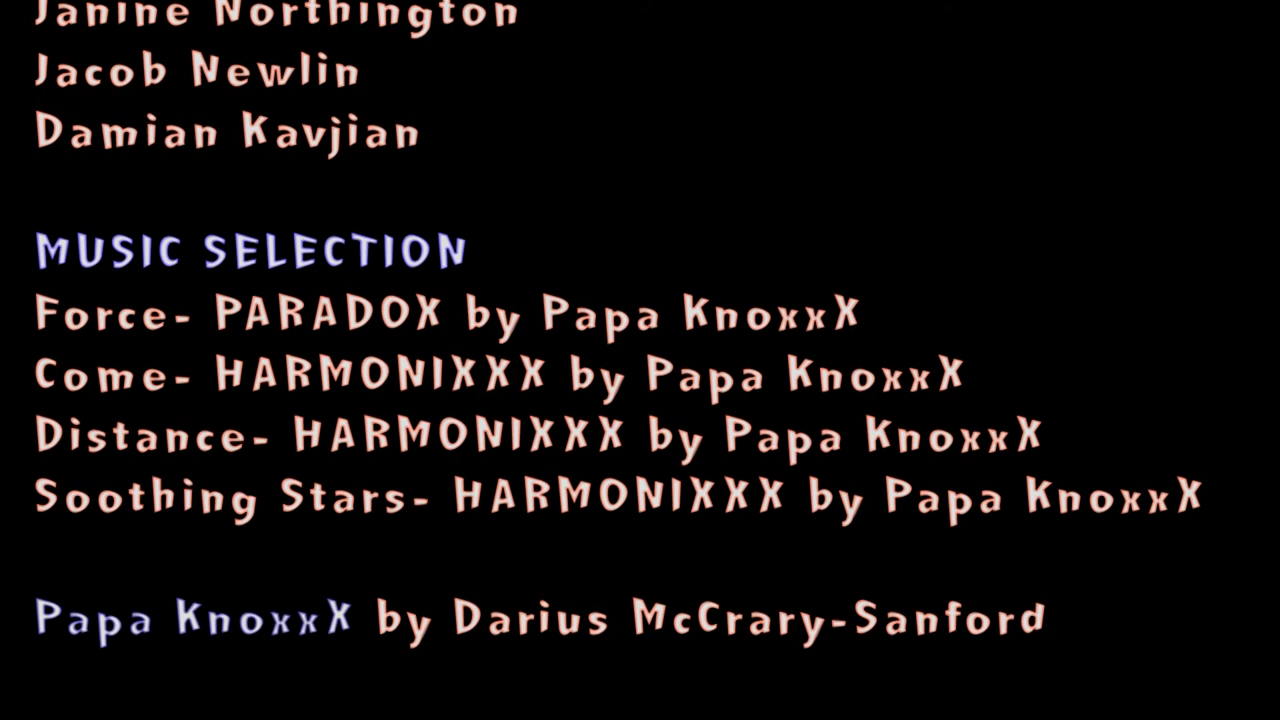 Janine Northington
Jacob Newlin
Damian Kavjian
MUSIC SELECTION
Force- PARADOX by Papa KnoxxX
Come- HARMONIXXX by Papa KnoxxX
Distance- HARMONIXXX by Papa KnoxxX
Soothing Stars- HARMONIXXX by Papa KnoxxX
Papa KnoxxX by Darius McCrary-Sanford